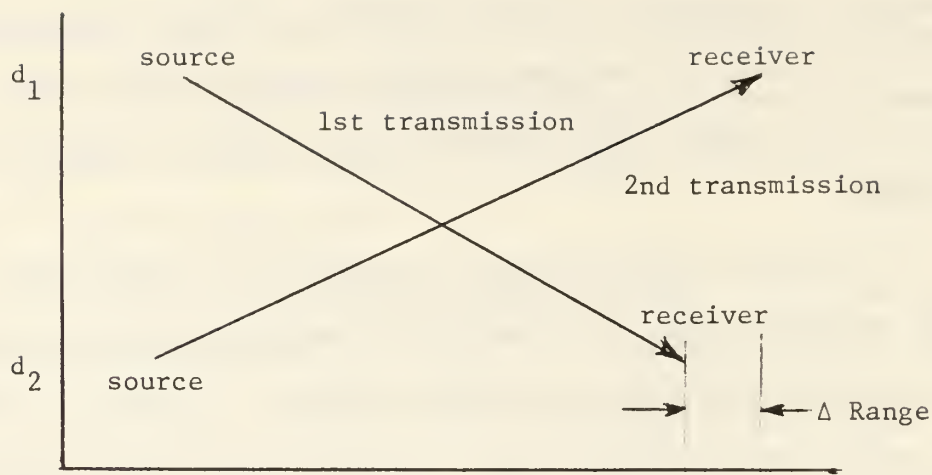 source
receiver
d1
1st transmission
2nd transmission
receiver
d2
source
Δ Range